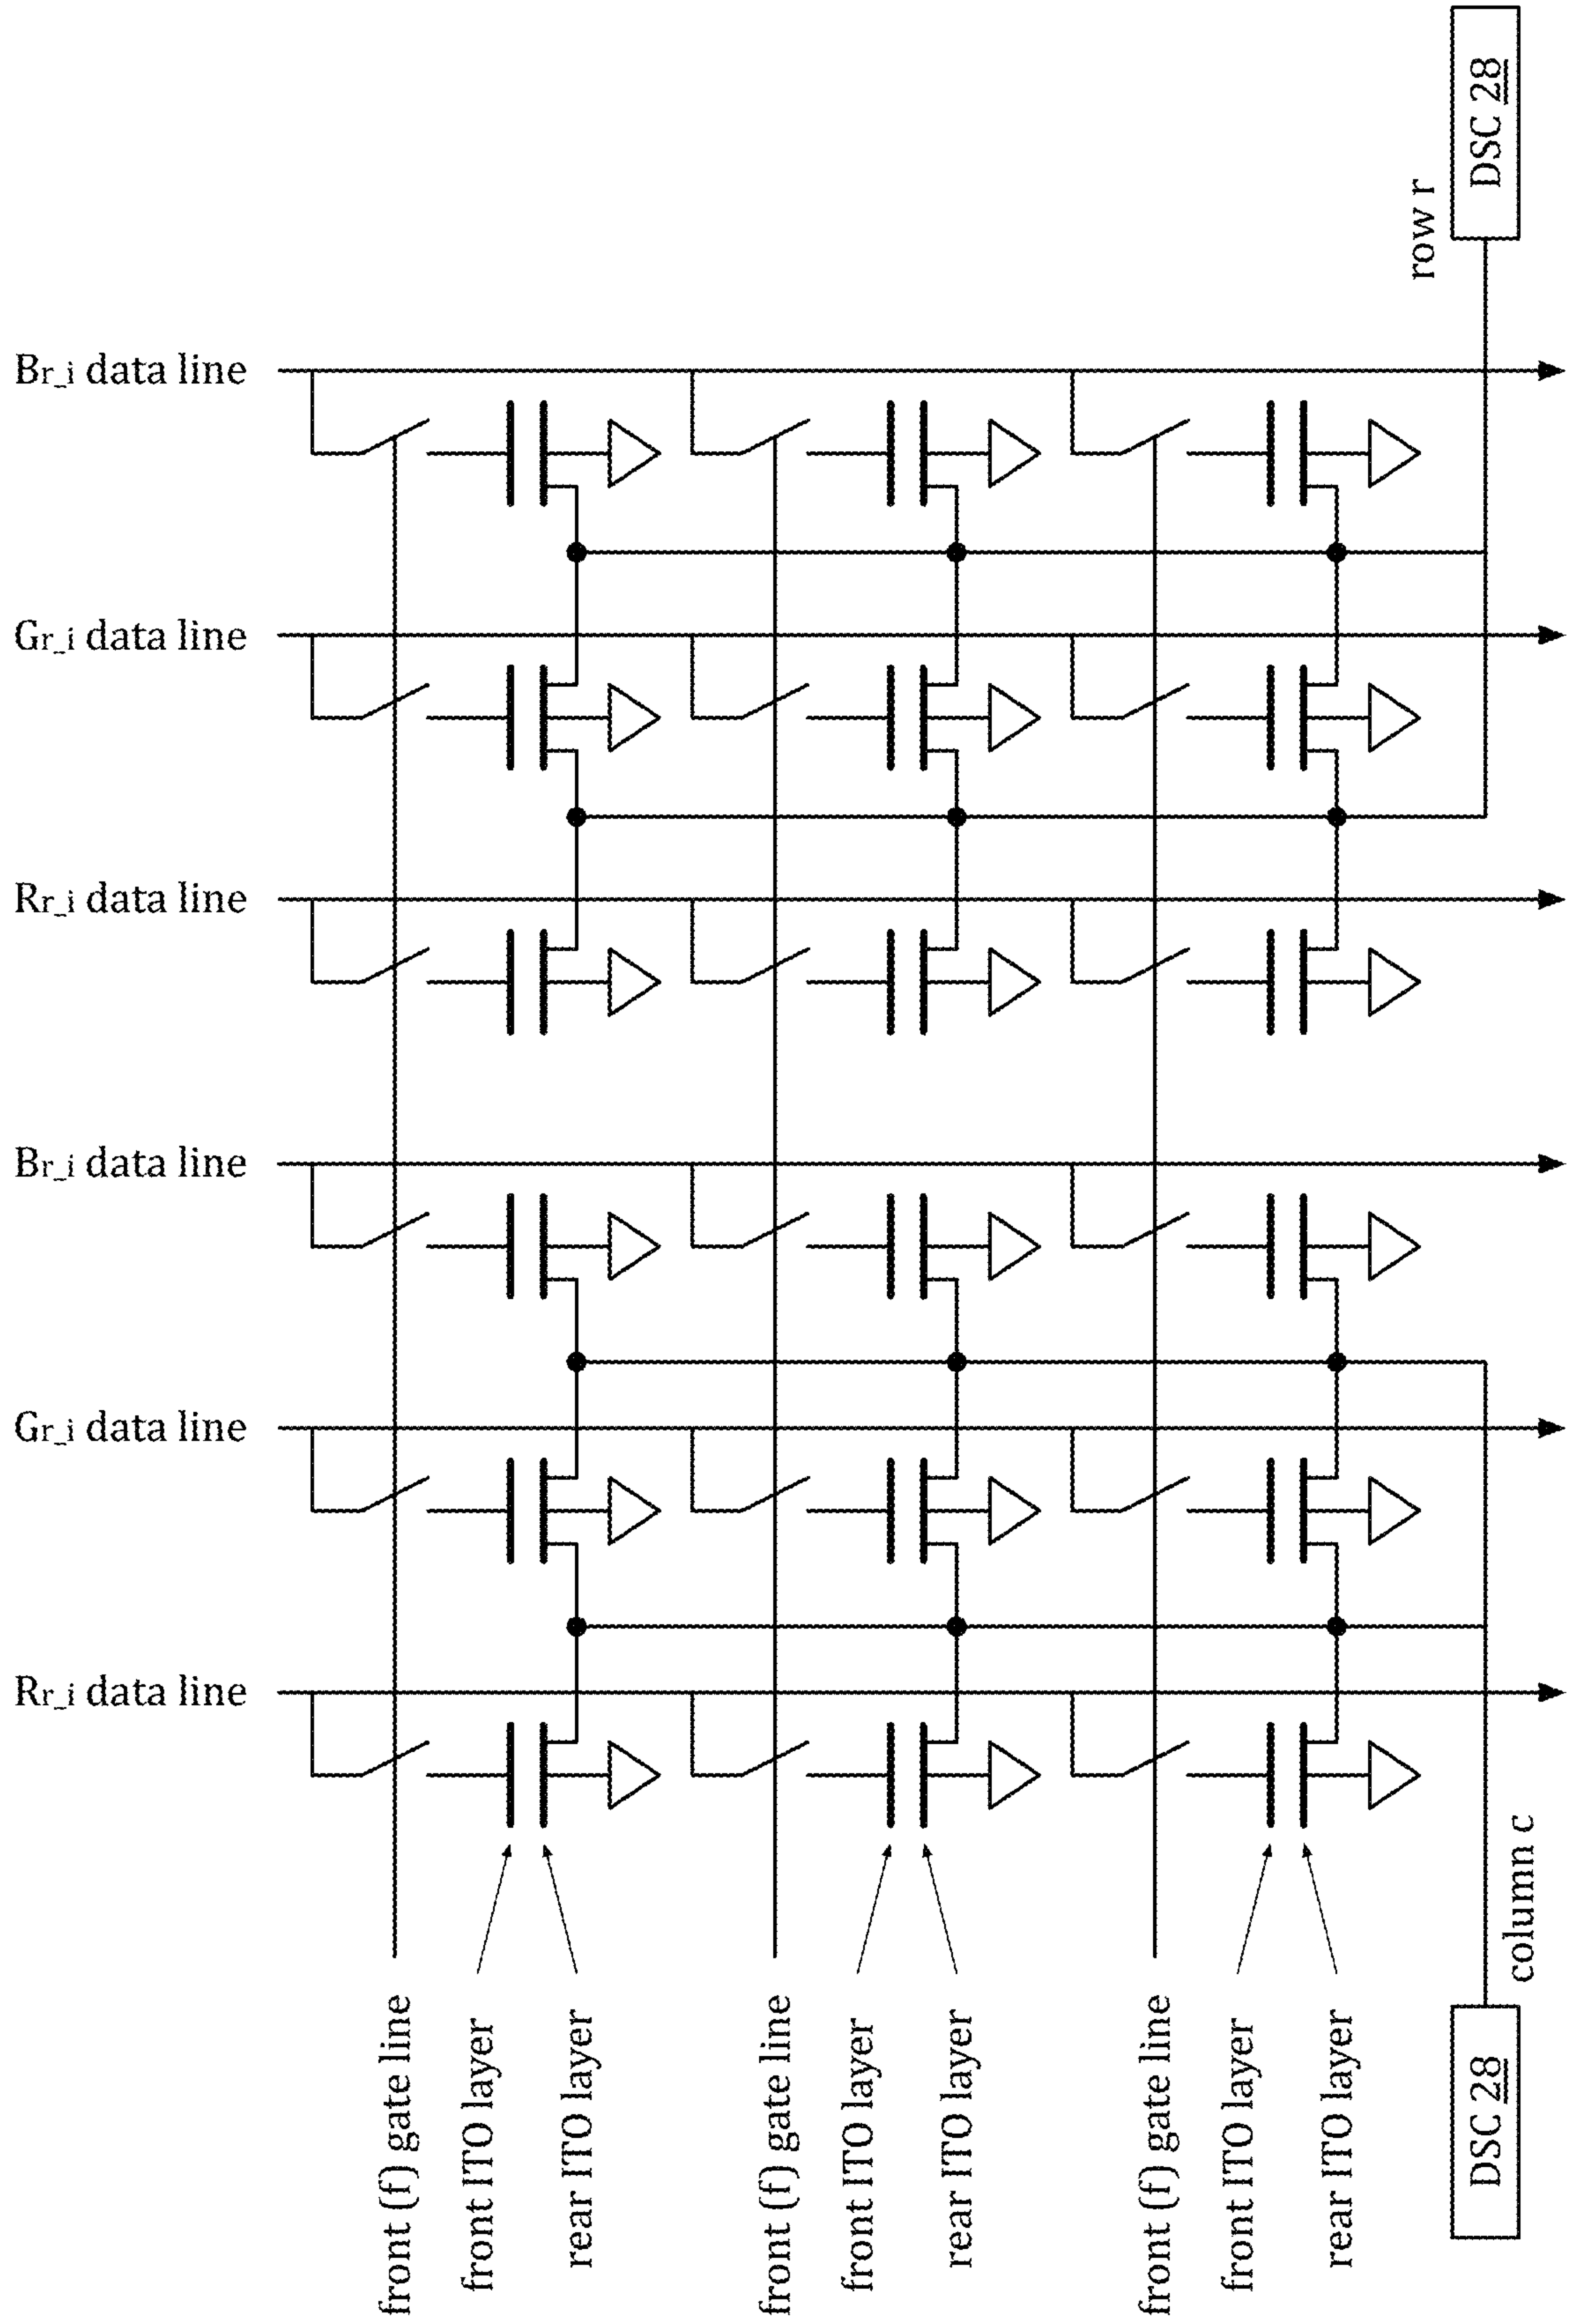 DSC 28
row r
Br_i data line
Gr_i data line
Rr_i data line
Br_i data line
Gr_i data line
Rr_i data line
front (f) gate line
front ITO layer
rear ITO layer
front (f) gate line
front ITO layer
rear ITO layer
front (f) gate line
front ITO layer
rear ITO layer
column c
DSC 28